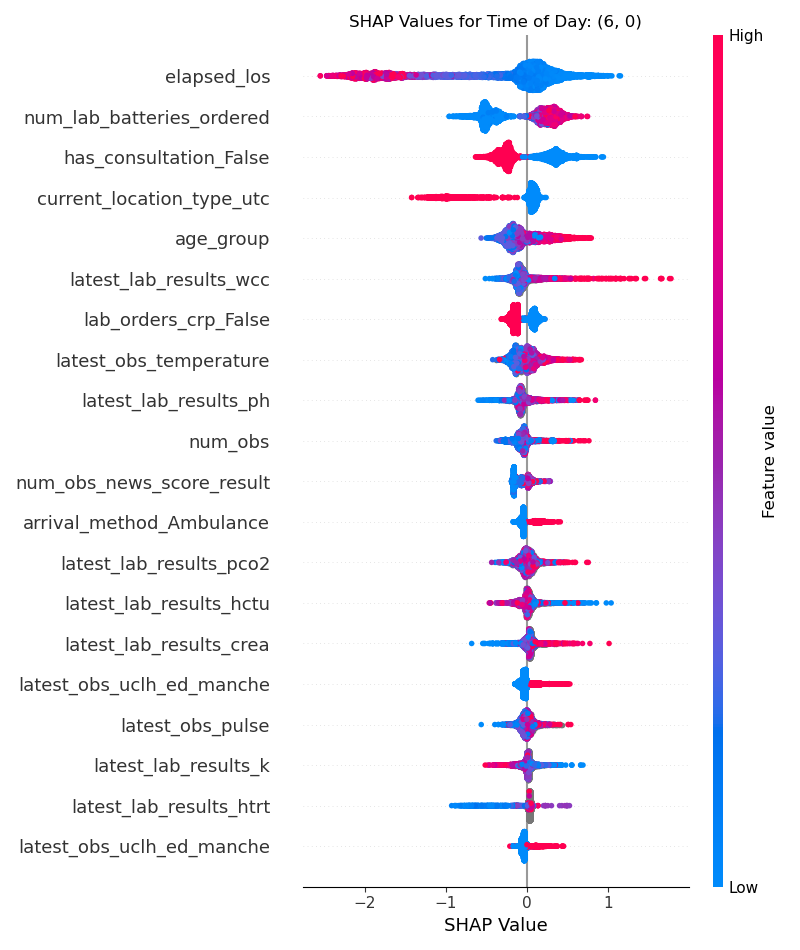 SHAP Values for Time of Day: (6, 0)
High
elapsed_los
num_lab_batteries_ordered
has_consultation_False
current_location_type_utc
age_group
latest_lab_results_wcc
lab_orders_crp_False
latest_obs_temperature
latest_lab_results_ph
num_obs
num_obs_news_score_result
arrival_method_Ambulance
latest_lab_results_pco2
latest_lab_results_hctu
latest_lab_results_crea
latest_obs_uclh_ed_manche
latest_obs_pulse
latest_lab_results_k
latest_lab_results_htrt
latest_obs_uclh_ed_manche
Feature value
Low
−2 −1 0 1
SHAP Value